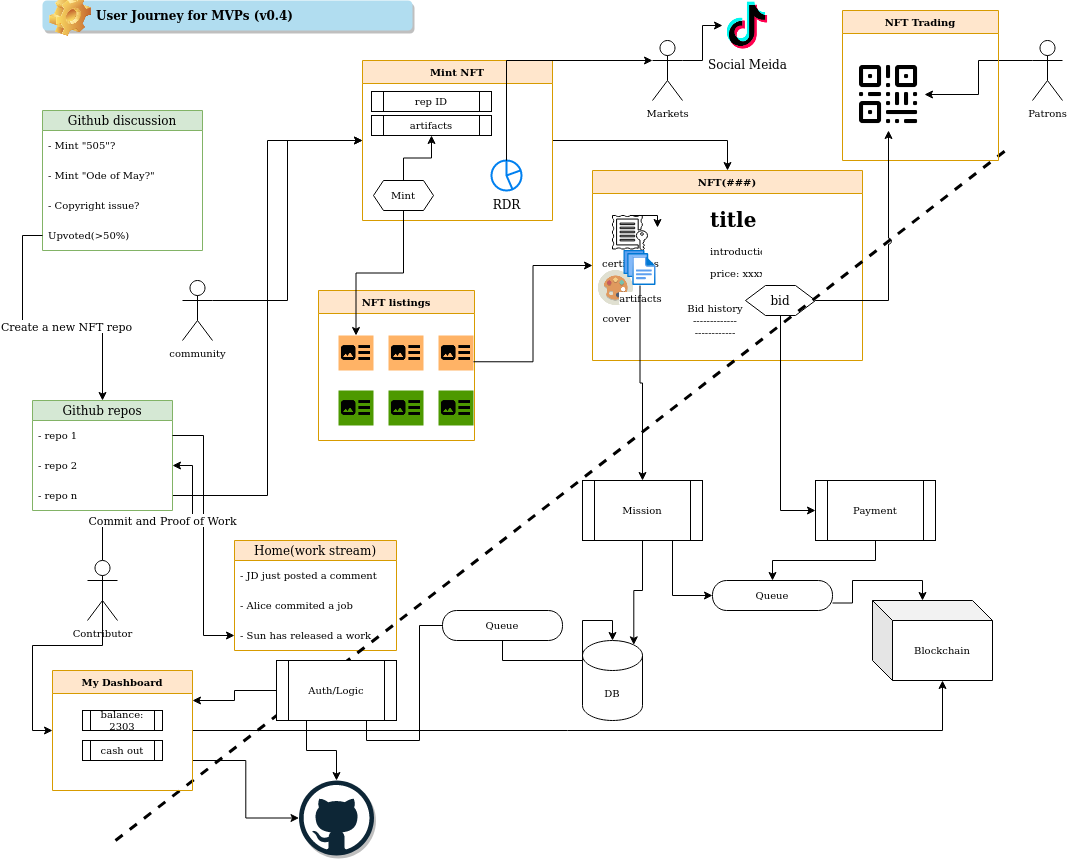 User Journey for MVPs (v0.4)
Social Meida
NFT Trading
Markets
Patrons
Mint NFT
rep ID
artifacts
Mint
RDR
Github discussion
- Mint "505"?
- Mint "Ode of May?"
- Copyright issue?
Upvoted(>50%)
NFT(###)
title
introductic
price: xxx
certi es
artifacts
cover
Bid history
-------------
------------
bid
NFT listings
community
Create a new NFT repo
Github repos
- repo 1
- repo 2
- repo n
Commit and Proof of Work
Home(work stream)
- JD just posted a comment
- Alice commited a job
- Sun has released a work
Contributor
Mission
Payment
Queue
Queue
Blockchain
DB
Auth/Logic
My Dashboard
balance:
2303
cash out